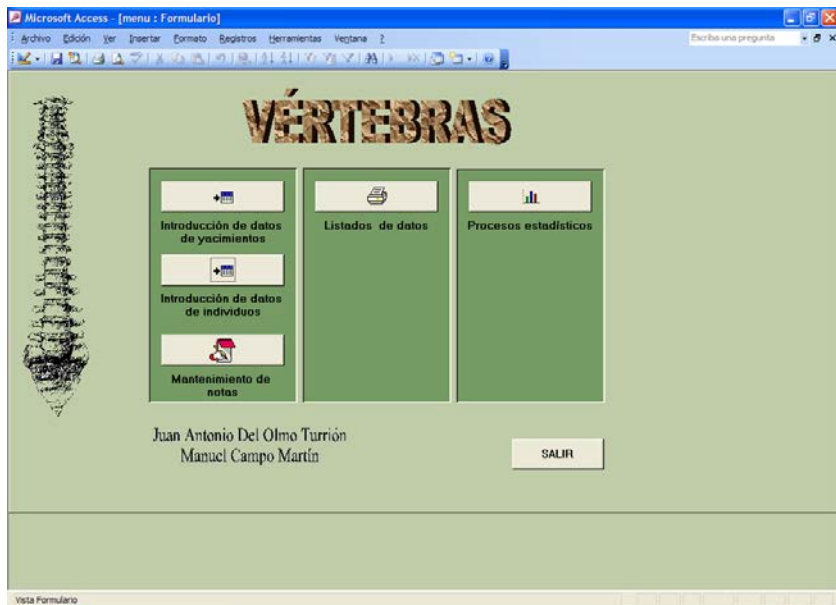 Microsoft Access - [menu : Formulario]
Archivo Edición Ver Insertar Formato Registros Herramientas Ventana ?
Escriba una pregunta
VÉRTEBRAS
Introducción de datos
de yacimientos
Listados de datos
Procesos estadísticos
Introducción de datos
de individuos
Mantenimiento de
notas
Juan Antonio Del Olmo Turrión
Manuel Campo Martín
SALIR
Vista Formulario